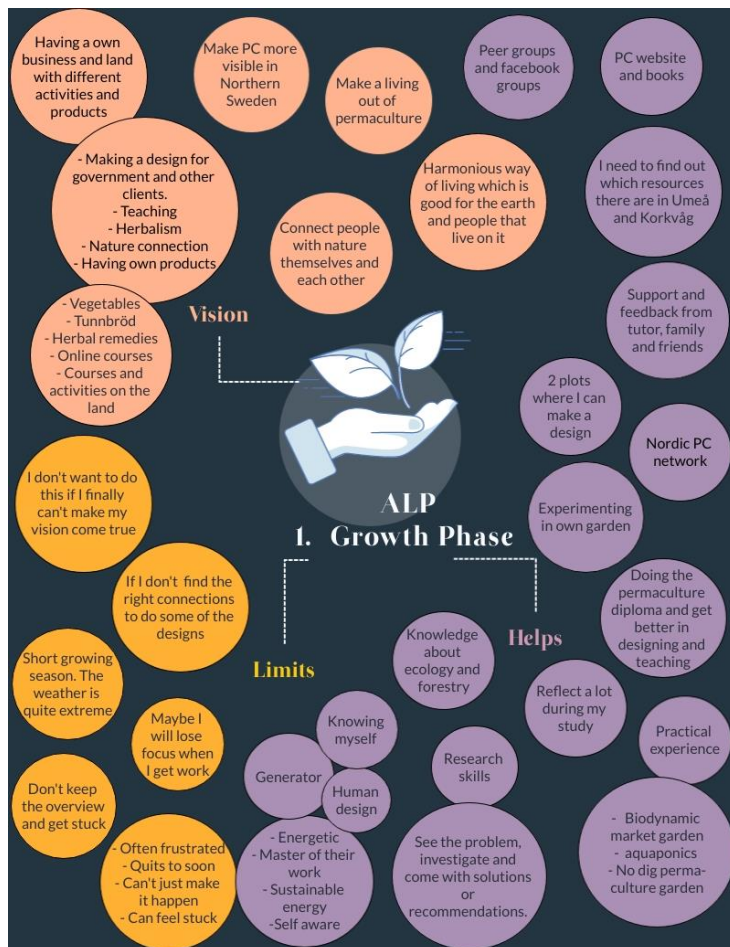 Having a own
business and land
with different
activities and
products
Make PC more
visible in
Northern
Sweden
Make a living
out of
permaculture
Peer groups
and facebook
groups
PC website
and books
- Making a design for
government and other
clients.
- Teaching
- Herbalism
- Nature connection
- Having own products
Connect people
with nature
themselves and
each other
Harmonious way
of living which is
good for the earth
and people that
live on it
I need to find out
which resources
there are in Umeå
and Korkvåg
- Vegetables
- Tunnbröd
- Herbal remedies
- Online courses
- Courses and
activities on the
land
Vision
Support and
feedback from
tutor, family
and friends
2 plots
where I can
make a
design
Nordic PC
network
ALP
1. Growth Phase
Experimenting
in own garden
I don't want to do
this if I finally
can't make my
vision come true
If I don't find the
right connections
to do some of the
designs
Short growing
season. The
weather is
quite extreme
Maybe I
will lose
focus when
I get work
Don't keep
the overview
and get stuck
- Often frustrated
- Quits to soon
- Can't just make
it happen
- Can feel stuck
Limits
Helps
Doing the
permaculture
diploma and get
better in
designing and
teaching
Knowledge
about
ecology and
forestry
Reflect a lot
during my
study
Practical
experience
Knowing
myself
Generator
Human
design
Research
skills
- Energetic
- Master of their
work
- Sustainable
energy
- Self aware
See the problem,
investigate and
come with solutions
or
recommendations.
- Biodynamic
market garden
- aquaponics
- No dig perma-
culture garden